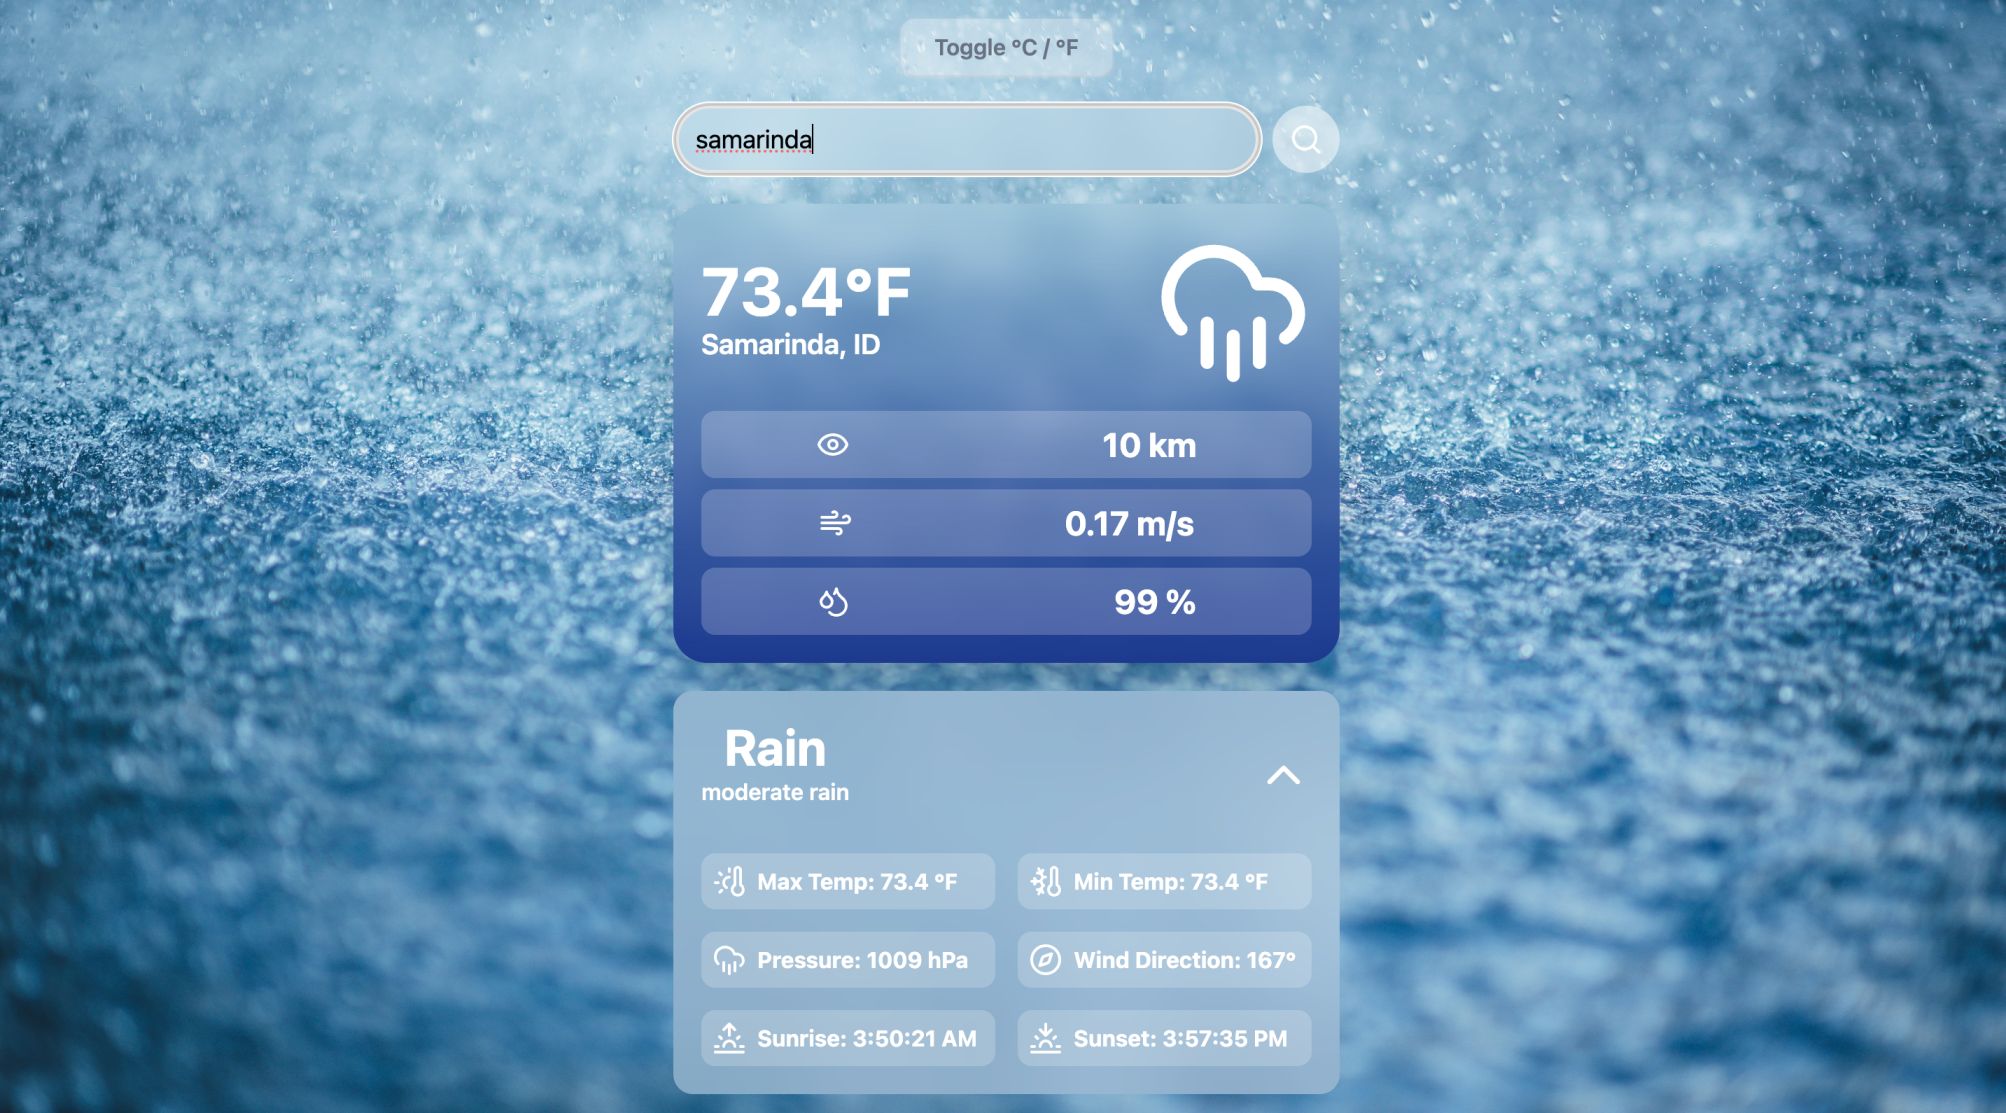 Toggle °C / °F
samarinda
73.4°F
Samarinda, ID
10 km
0.17 m/s
99 %
Rain
moderate rain
Max Temp: 73.4 °F
Min Temp: 73.4 °F
Pressure: 1009 hPa
Wind Direction: 167°
Sunrise: 3:50:21 AM
Sunset: 3:57:35 PM